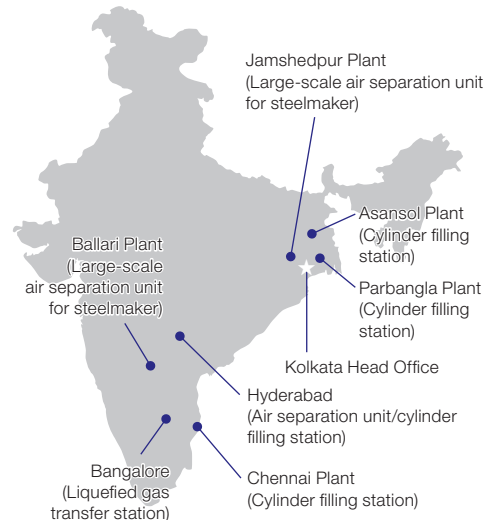 Jamshedpur Plant
(Large-scale air separation unit
for steelmaker)
Asansol Plant
(Cylinder filling
station)
Ballari Plant
(Large-scale
air separation unit
for steelmaker)
Parbangla Plant
(Cylinder filling
station)
Kolkata Head Office
Hyderabad
(Air separation unit/cylinder
filling station)
Bangalore
(Liquefied gas
transfer station)
Chennai Plant
(Cylinder filling station)